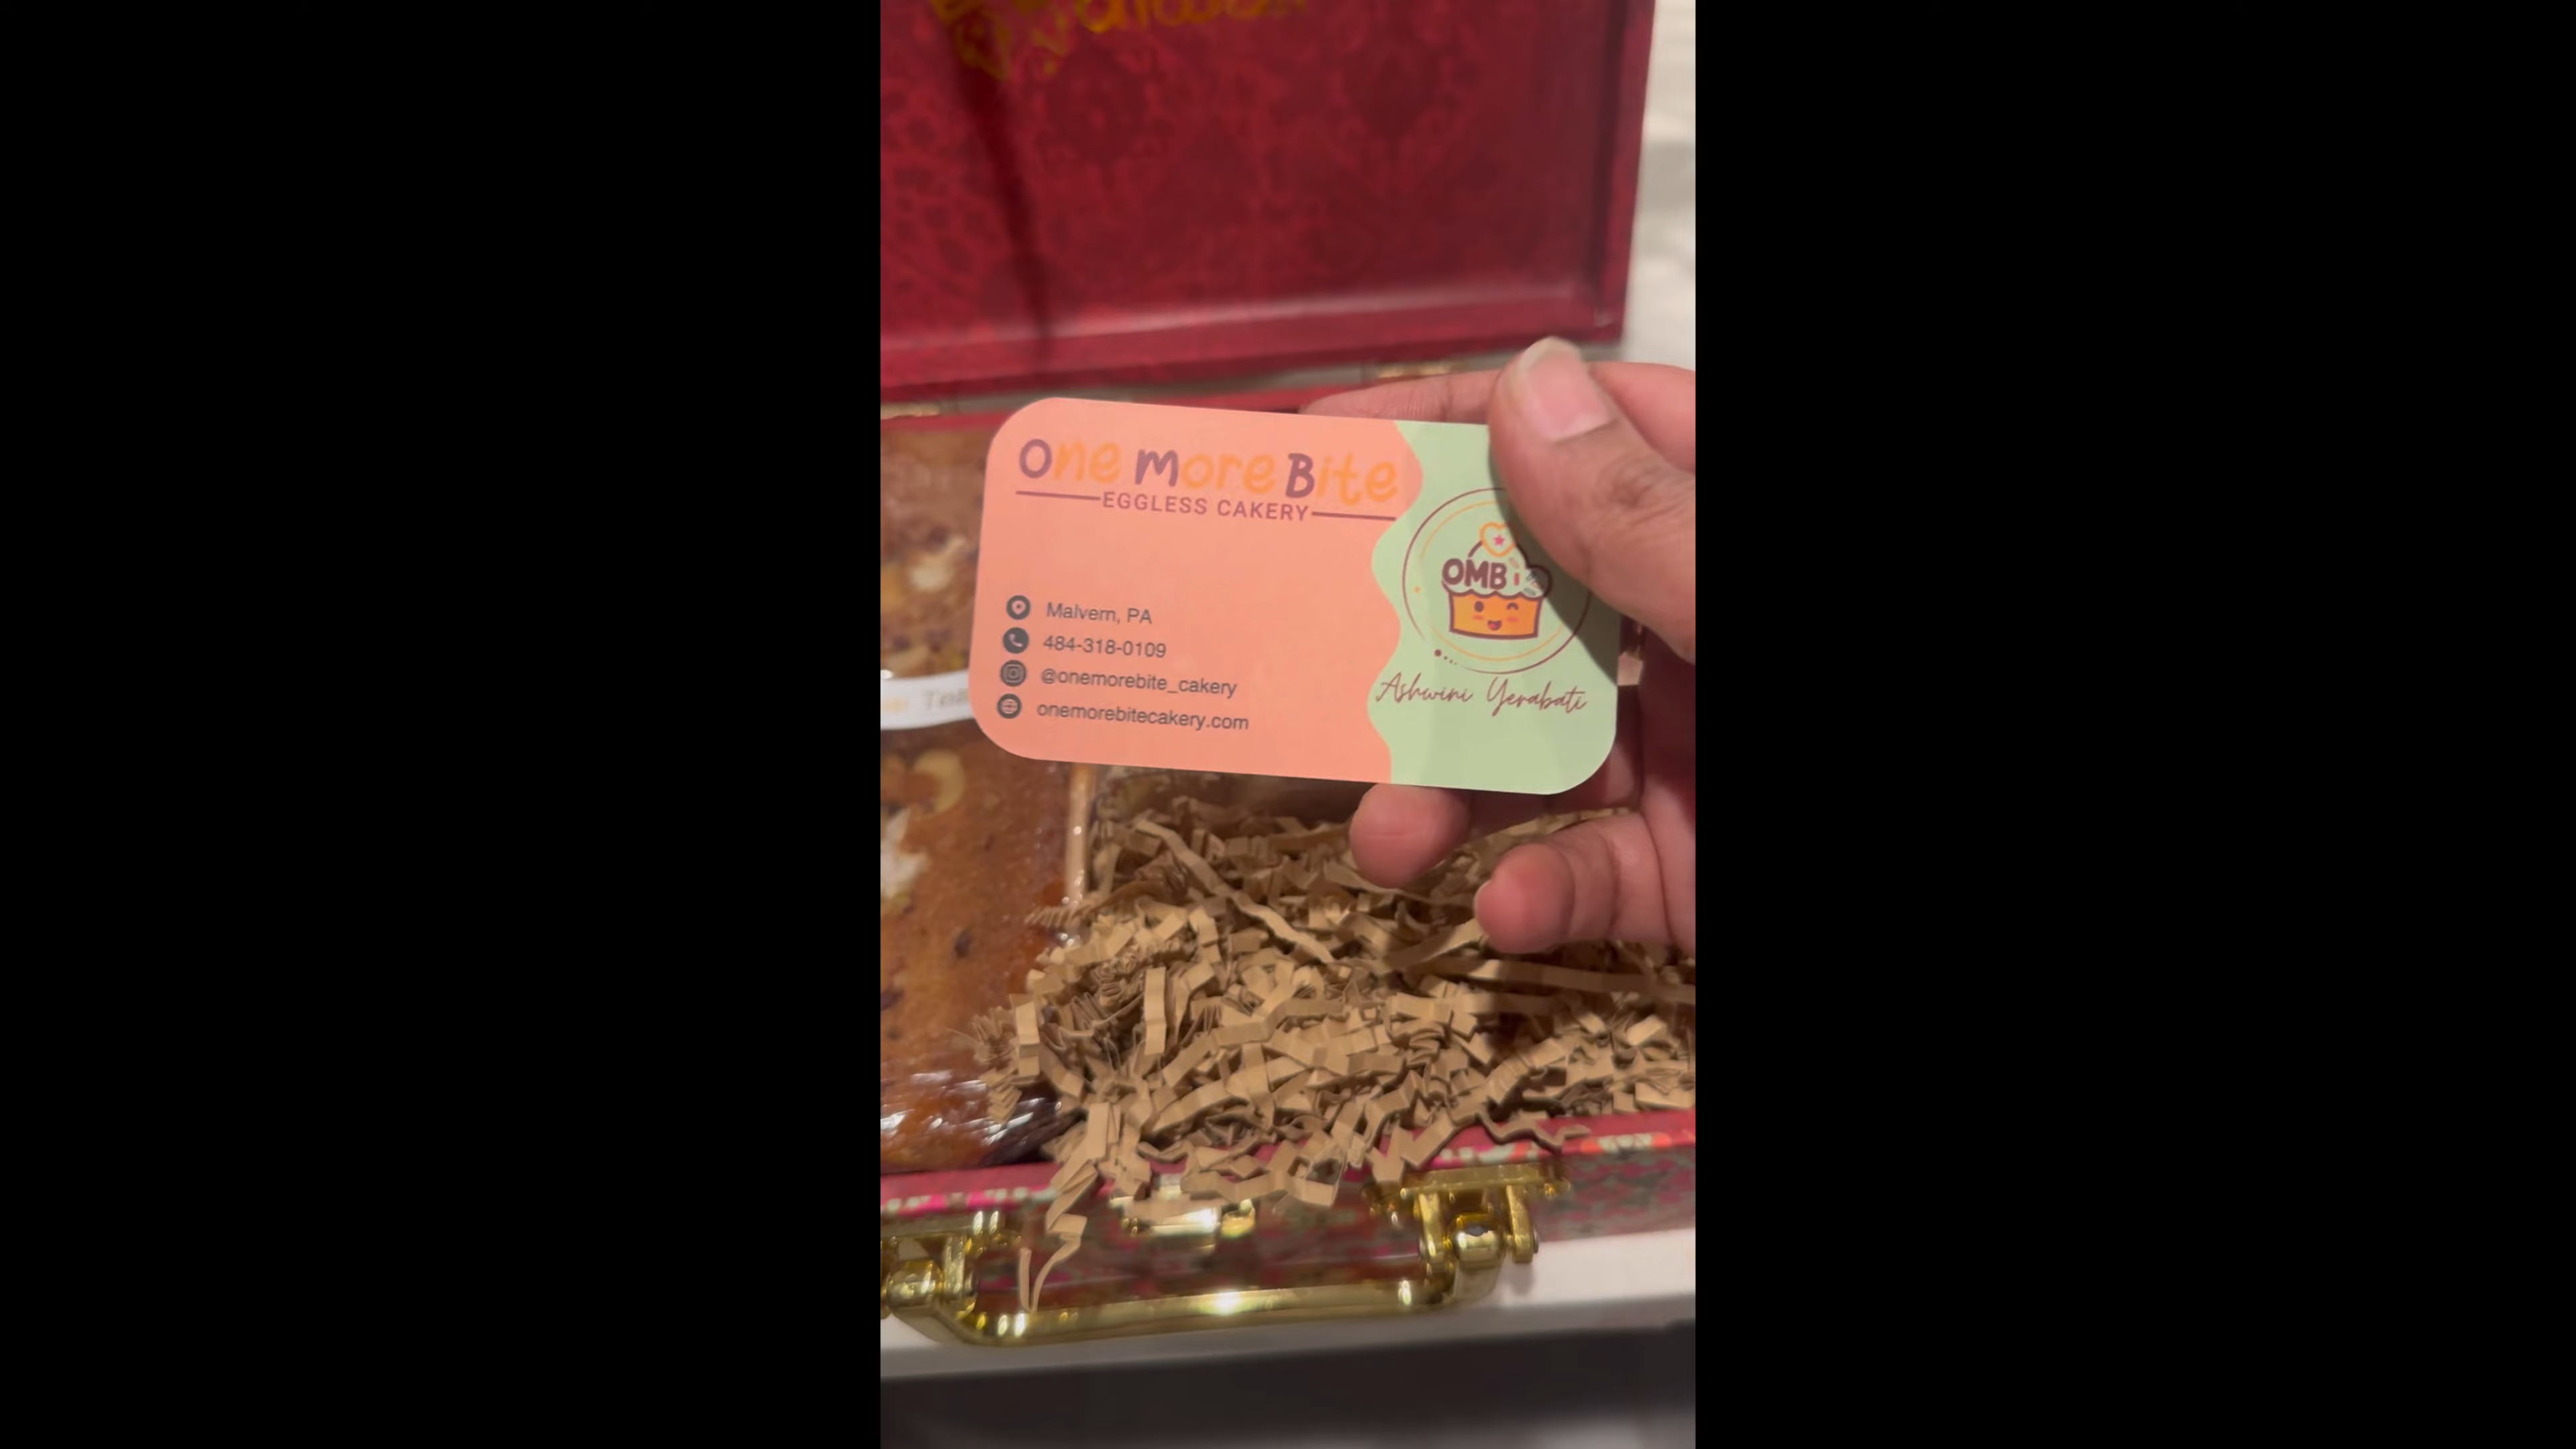 One More Bite
EGGLESS CAKERY
Malvern, PA
484-318-0109
@onemorebite_cakery
onemorebitecakery.com
OMB
Ashwini Yerabati